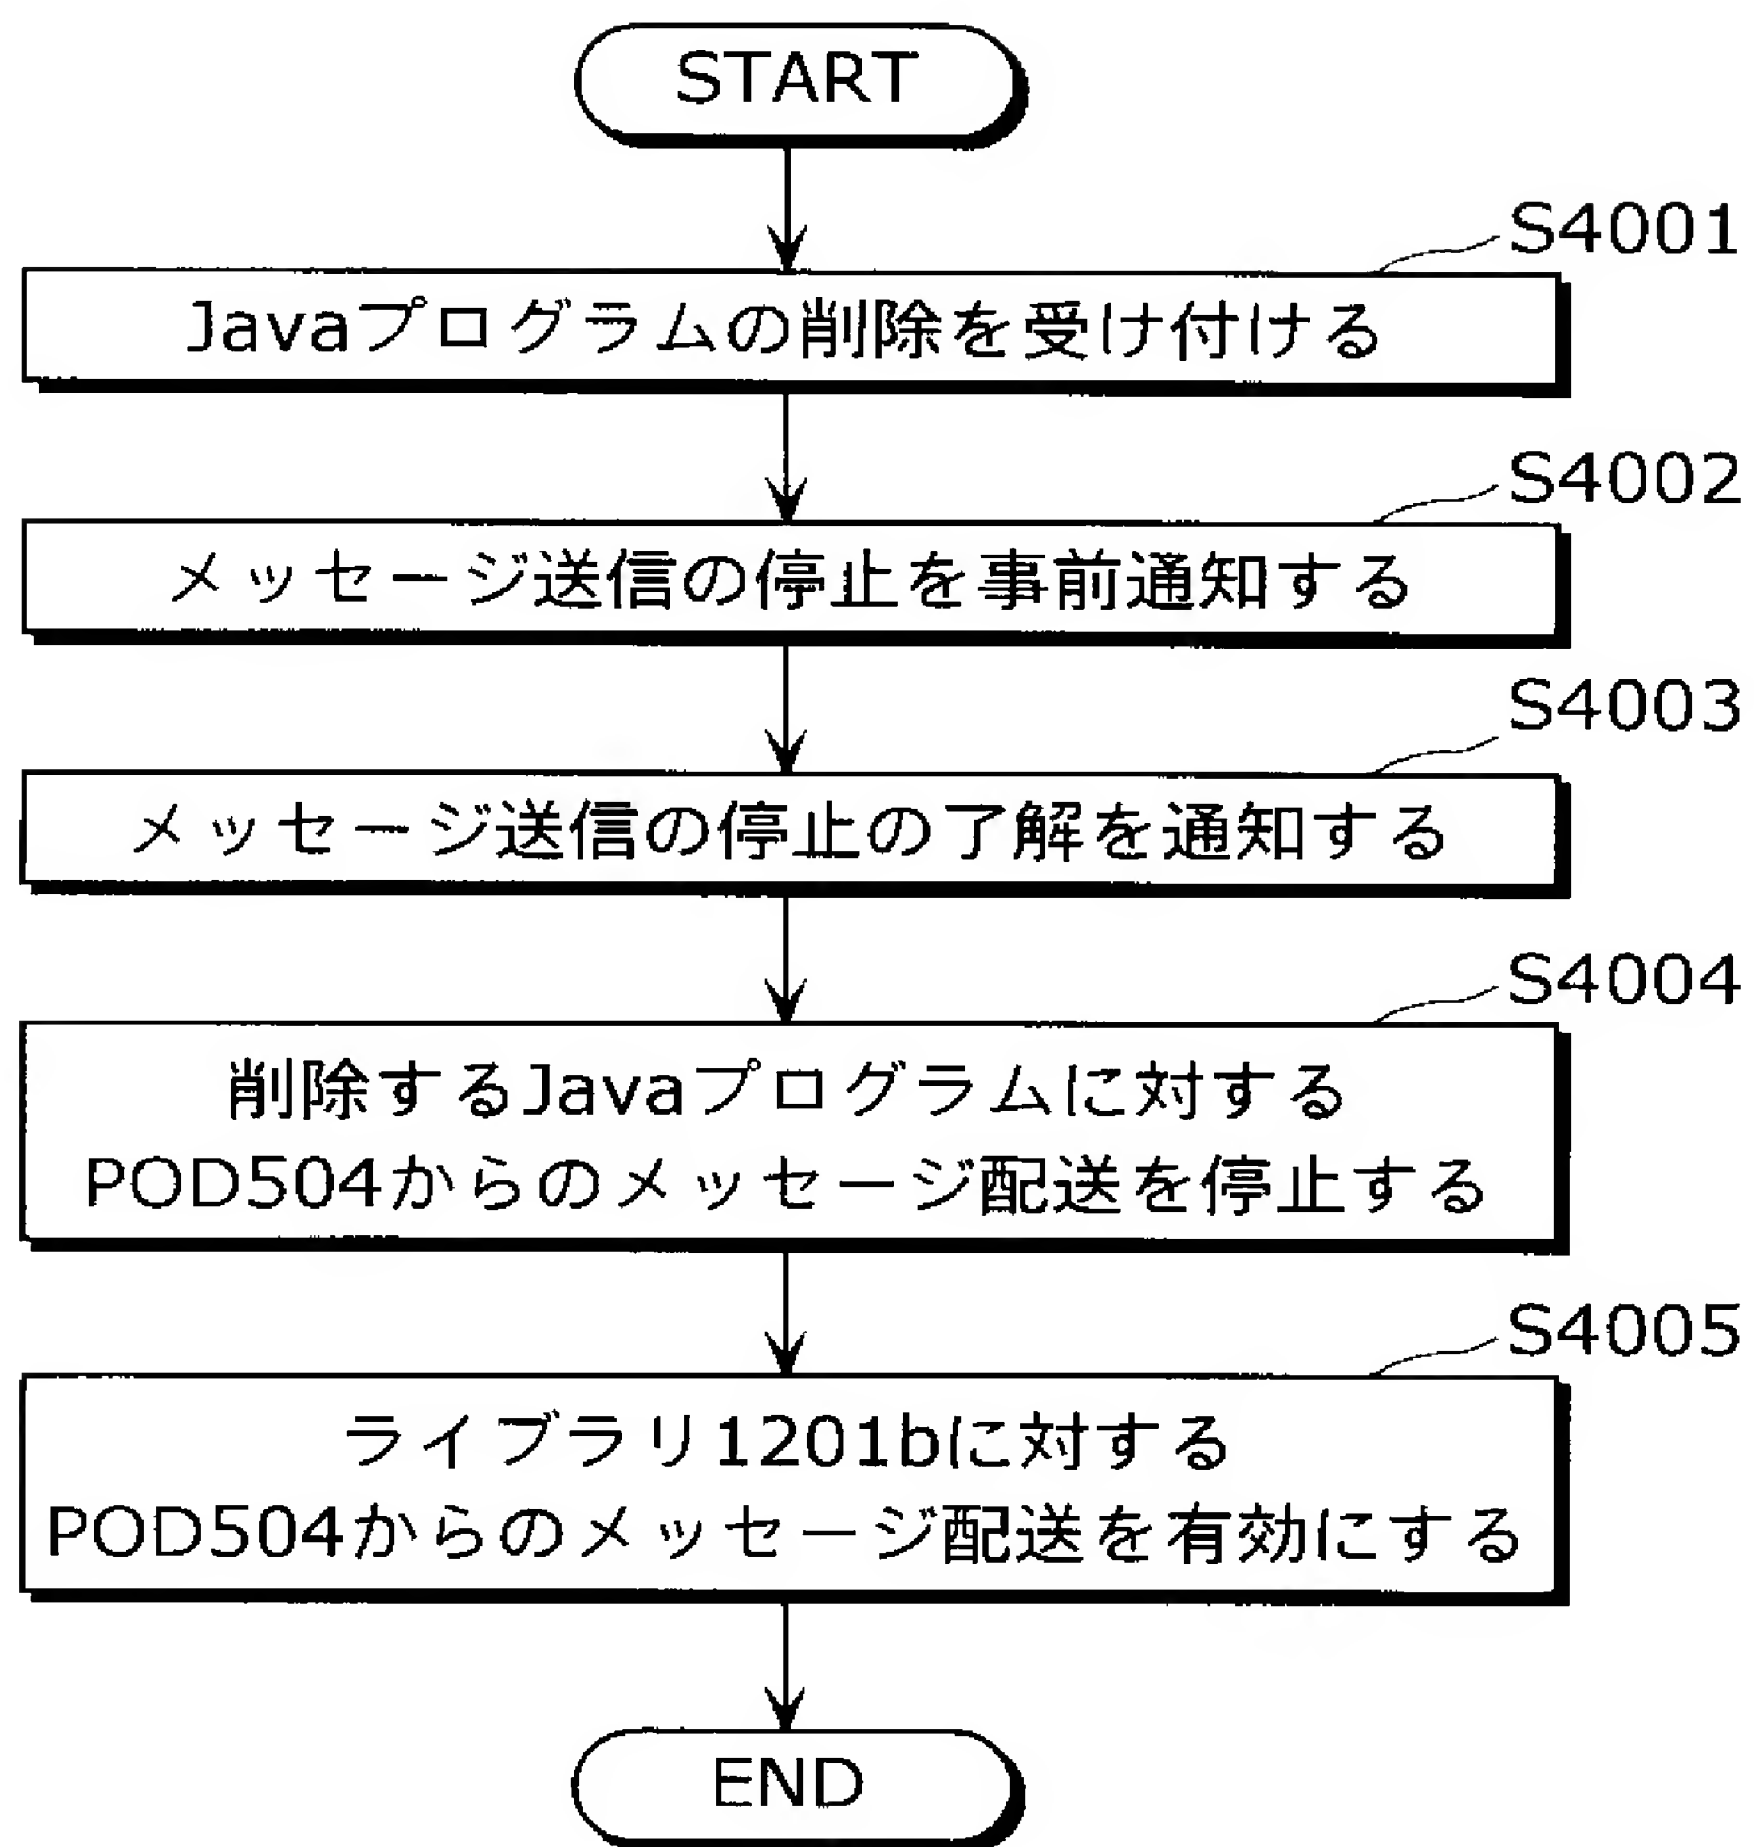 START
S4001
Javaプログラムの削除を受け付ける
S4002
メッセージ送信の停止を事前通知する
S4003
メッセージ送信の停止の了解を通知する
S4004
削除するJavaプログラムに対する
POD504からのメッセージ配送を停止する
S4005
ライブラリ1201bに対する
POD504からのメッセージ配送を有効にする
END